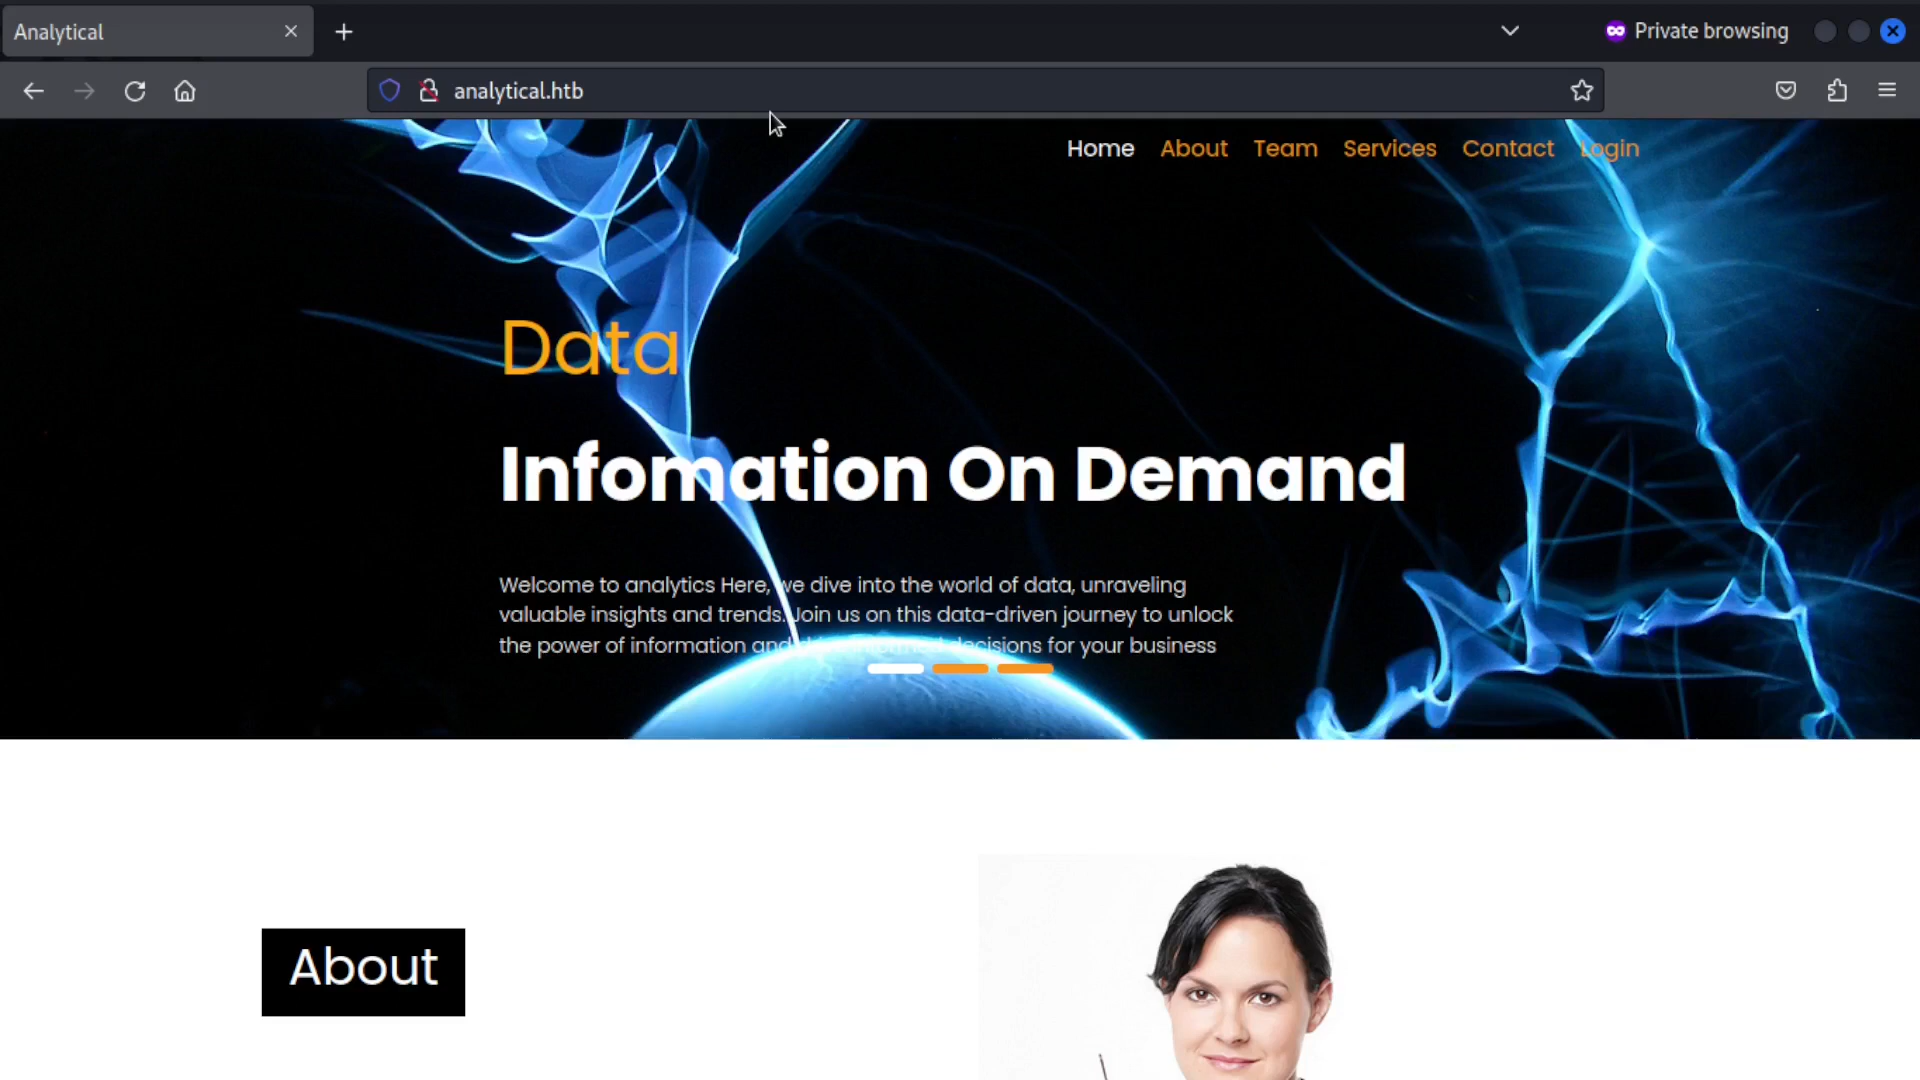 Analytical
Private browsing
analytical.htb
Home About Team Services Contact Login
Data
Infomation On Demand
Welcome to analytics Here, we dive into the world of data, unraveling
valuable insights and trends. Join us on this data-driven journey to unlock
the power of information and drive informed decisions for your business
About